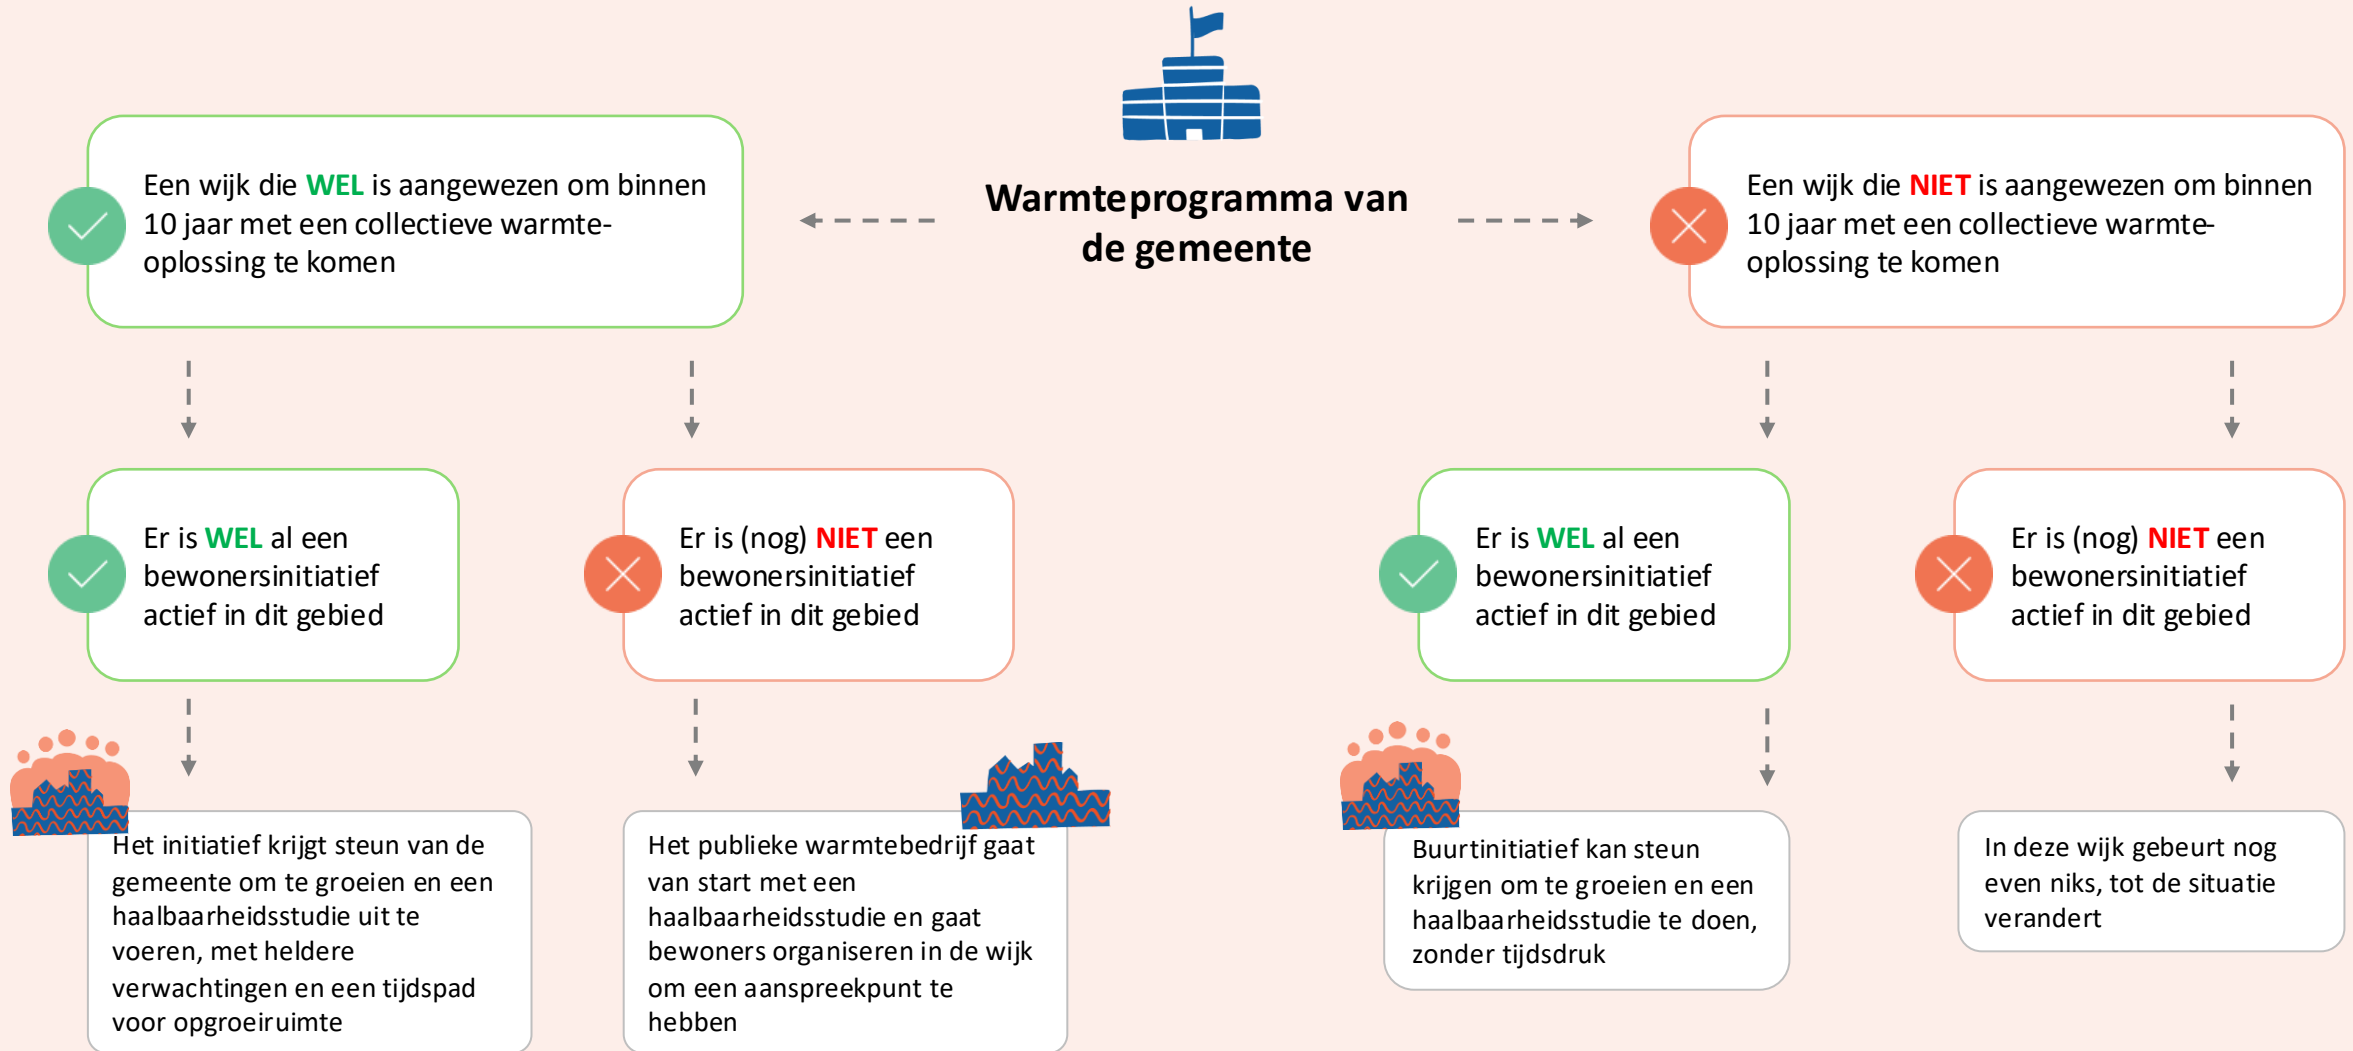 Warmteprogramma van
de gemeente
Een wijk die WEL is aangewezen om binnen
10 jaar met een collectieve warmte-
oplossing te komen
Een wijk die NIET is aangewezen om binnen
10 jaar met een collectieve warmte-
oplossing te komen
Er is WEL al een
bewonersinitiatief
actief in dit gebied
Er is (nog) NIET een
bewonersinitiatief
actief in dit gebied
Er is WEL al een
bewonersinitiatief
actief in dit gebied
Er is (nog) NIET een
bewonersinitiatief
actief in dit gebied
Het initiatief krijgt steun van de
gemeente om te groeien en een
haalbaarheidsstudie uit te
voeren, met heldere
verwachtingen en een tijdspad
voor opgroeiruimte
Het publieke warmtebedrijf gaat
van start met een
haalbaarheidsstudie en gaat
bewoners organiseren in de wijk
om een aanspreekpunt te
hebben
Buurtinitiatief kan steun
krijgen om te groeien en een
haalbaarheidsstudie te doen,
zonder tijdsdruk
In deze wijk gebeurt nog
even niks, tot de situatie
verandert